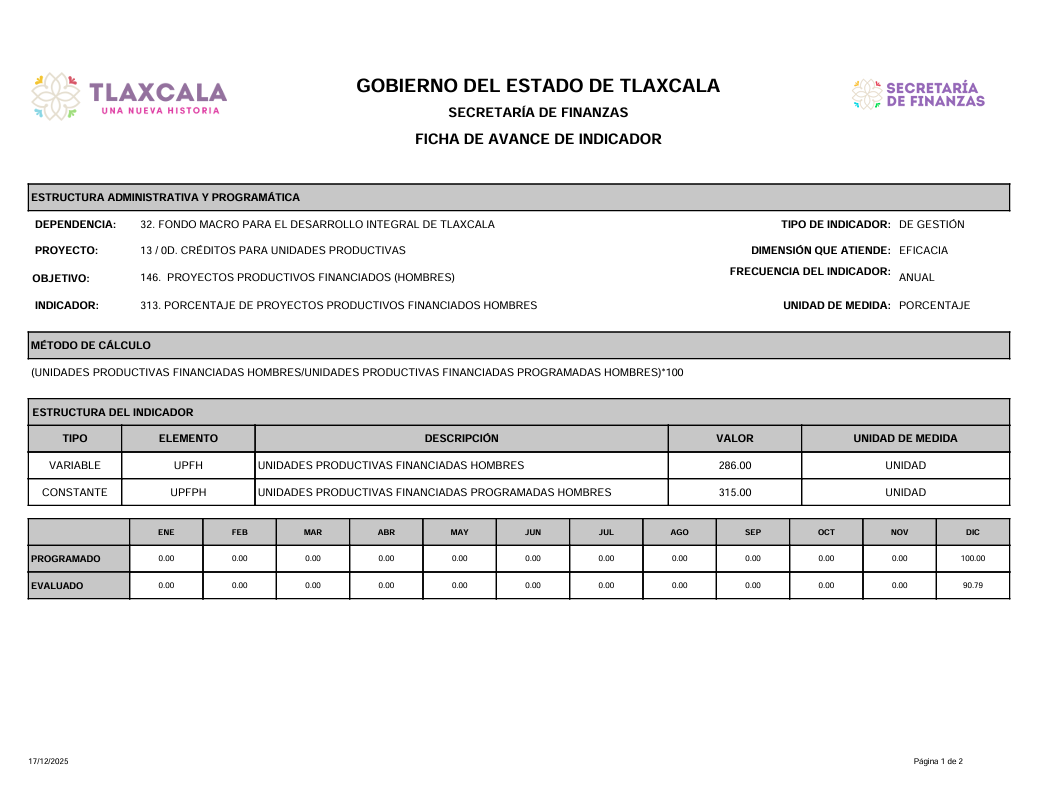 TLAXCALA
UNA NUEVA HISTORIA
GOBIERNO DEL ESTADO DE TLAXCALA
SECRETARÍA DE FINANZAS
FICHA DE AVANCE DE INDICADOR
SECRETARÍA
DE FINANZAS
ESTRUCTURA ADMINISTRATIVA Y PROGRAMÁTICA
DEPENDENCIA: 32. FONDO MACRO PARA EL DESARROLLO INTEGRAL DE TLAXCALA TIPO DE INDICADOR: DE GESTIÓN
PROYECTO: 13 / 0D. CRÉDITOS PARA UNIDADES PRODUCTIVAS DIMENSIÓN QUE ATIENDE: EFICACIA
OBJETIVO: 146. PROYECTOS PRODUCTIVOS FINANCIADOS (HOMBRES) FRECUENCIA DEL INDICADOR: ANUAL
INDICADOR: 313. PORCENTAJE DE PROYECTOS PRODUCTIVOS FINANCIADOS HOMBRES UNIDAD DE MEDIDA: PORCENTAJE
MÉTODO DE CÁLCULO
(UNIDADES PRODUCTIVAS FINANCIADAS HOMBRES/UNIDADES PRODUCTIVAS FINANCIADAS PROGRAMADAS HOMBRES)*100
ESTRUCTURA DEL INDICADOR
TIPO ELEMENTO DESCRIPCIÓN VALOR UNIDAD DE MEDIDA
VARIABLE UPFH UNIDADES PRODUCTIVAS FINANCIADAS HOMBRES 286.00 UNIDAD
CONSTANTE UPFPH UNIDADES PRODUCTIVAS FINANCIADAS PROGRAMADAS HOMBRES 315.00 UNIDAD
ENE FEB MAR ABR MAY JUN JUL AGO SEP OCT NOV DIC
PROGRAMADO 0.00 0.00 0.00 0.00 0.00 0.00 0.00 0.00 0.00 0.00 0.00 100.00
EVALUADO 0.00 0.00 0.00 0.00 0.00 0.00 0.00 0.00 0.00 0.00 0.00 90.79
17/12/2025 Página 1 de 2